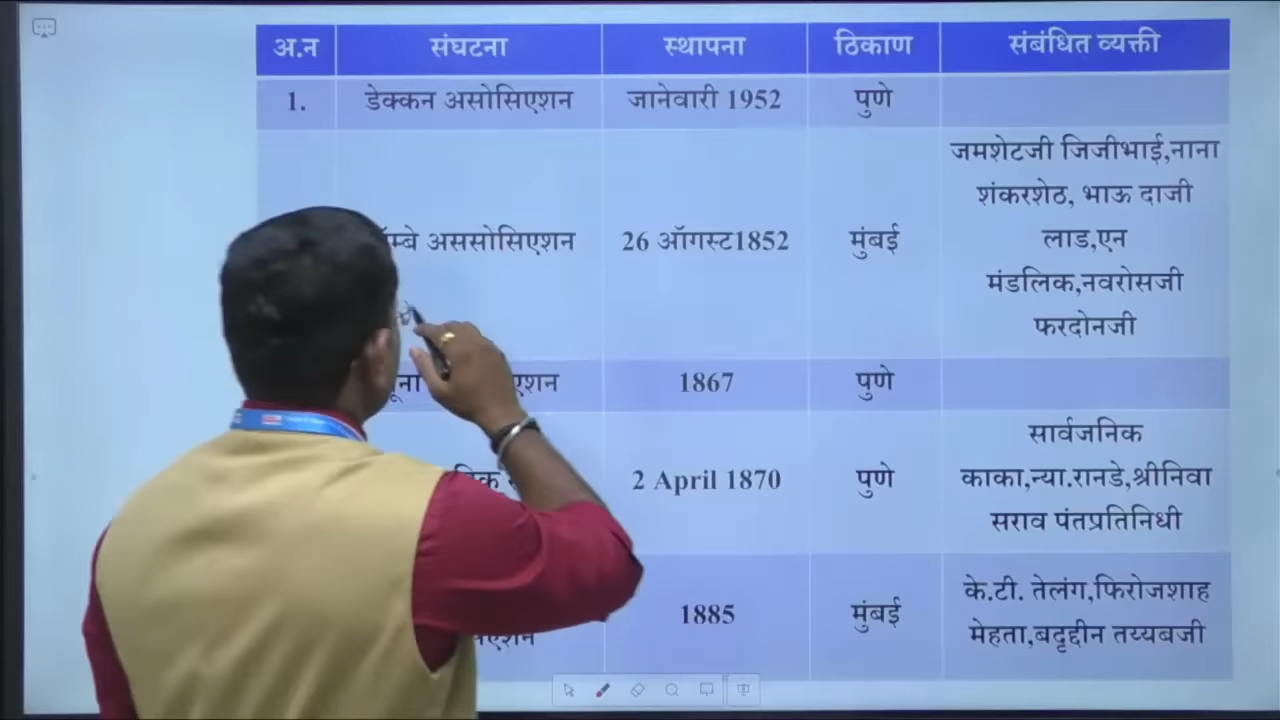 अ.न संघटना स्थापना ठिकाण संबंधित व्यक्ती
1. डेक्कन असोसिएशन जानेवारी 1952 पुणे
जमशेटजी जिजीभाई,नाना
शंकरशेठ, भाऊ दाजी
अससोसिएशन 26 ऑगस्ट1852 मुंबई लाड,एन
मंडलिक,नवरोसजी
फरदोनजी
1867 पुणे
सार्वजनिक
2 April 1870 पुणे काका,न्या.रानडे,श्रीनिवा
सराव पंतप्रतिनिधी
1885 मुंबई के.टी. तेलंग,फिरोजशाह
मेहता,बद्रुद्दीन तय्यबजी